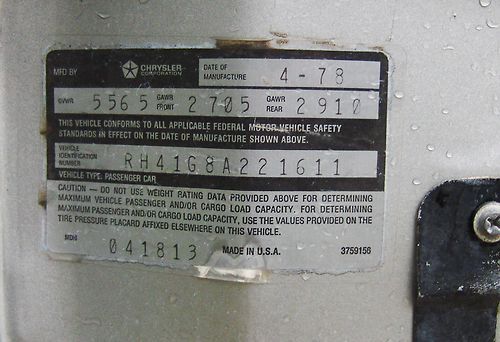 MFD BY CHRYSLER CORPORATION DATE OF MANUFACTURE 4-78
GVWR 5565 GAWR FRONT 2705 GAWR REAR 2910
THIS VEHICLE CONFORMS TO ALL APPLICABLE FEDERAL MOTOR VEHICLE SAFETY
STANDARDS IN EFFECT ON THE DATE OF MANUFACTURE SHOWN ABOVE.
VEHICLE IDENTIFICATION NUMBER RH41G8A221611
VEHICLE TYPE: PASSENGER CAR
CAUTION — DO NOT USE WEIGHT RATING DATA PROVIDED ABOVE FOR DETERMINING
MAXIMUM VEHICLE PASSENGER AND/OR CARGO LOAD CAPACITY. FOR DETERMINING
MAXIMUM PASSENGER AND/OR CARGO LOAD CAPACITY, USE THE VALUES PROVIDED ON THE
TIRE PRESSURE PLACARD AFFIXED ELSEWHERE ON THIS VEHICLE.
MDH 041813 MADE IN U.S.A. 3759156